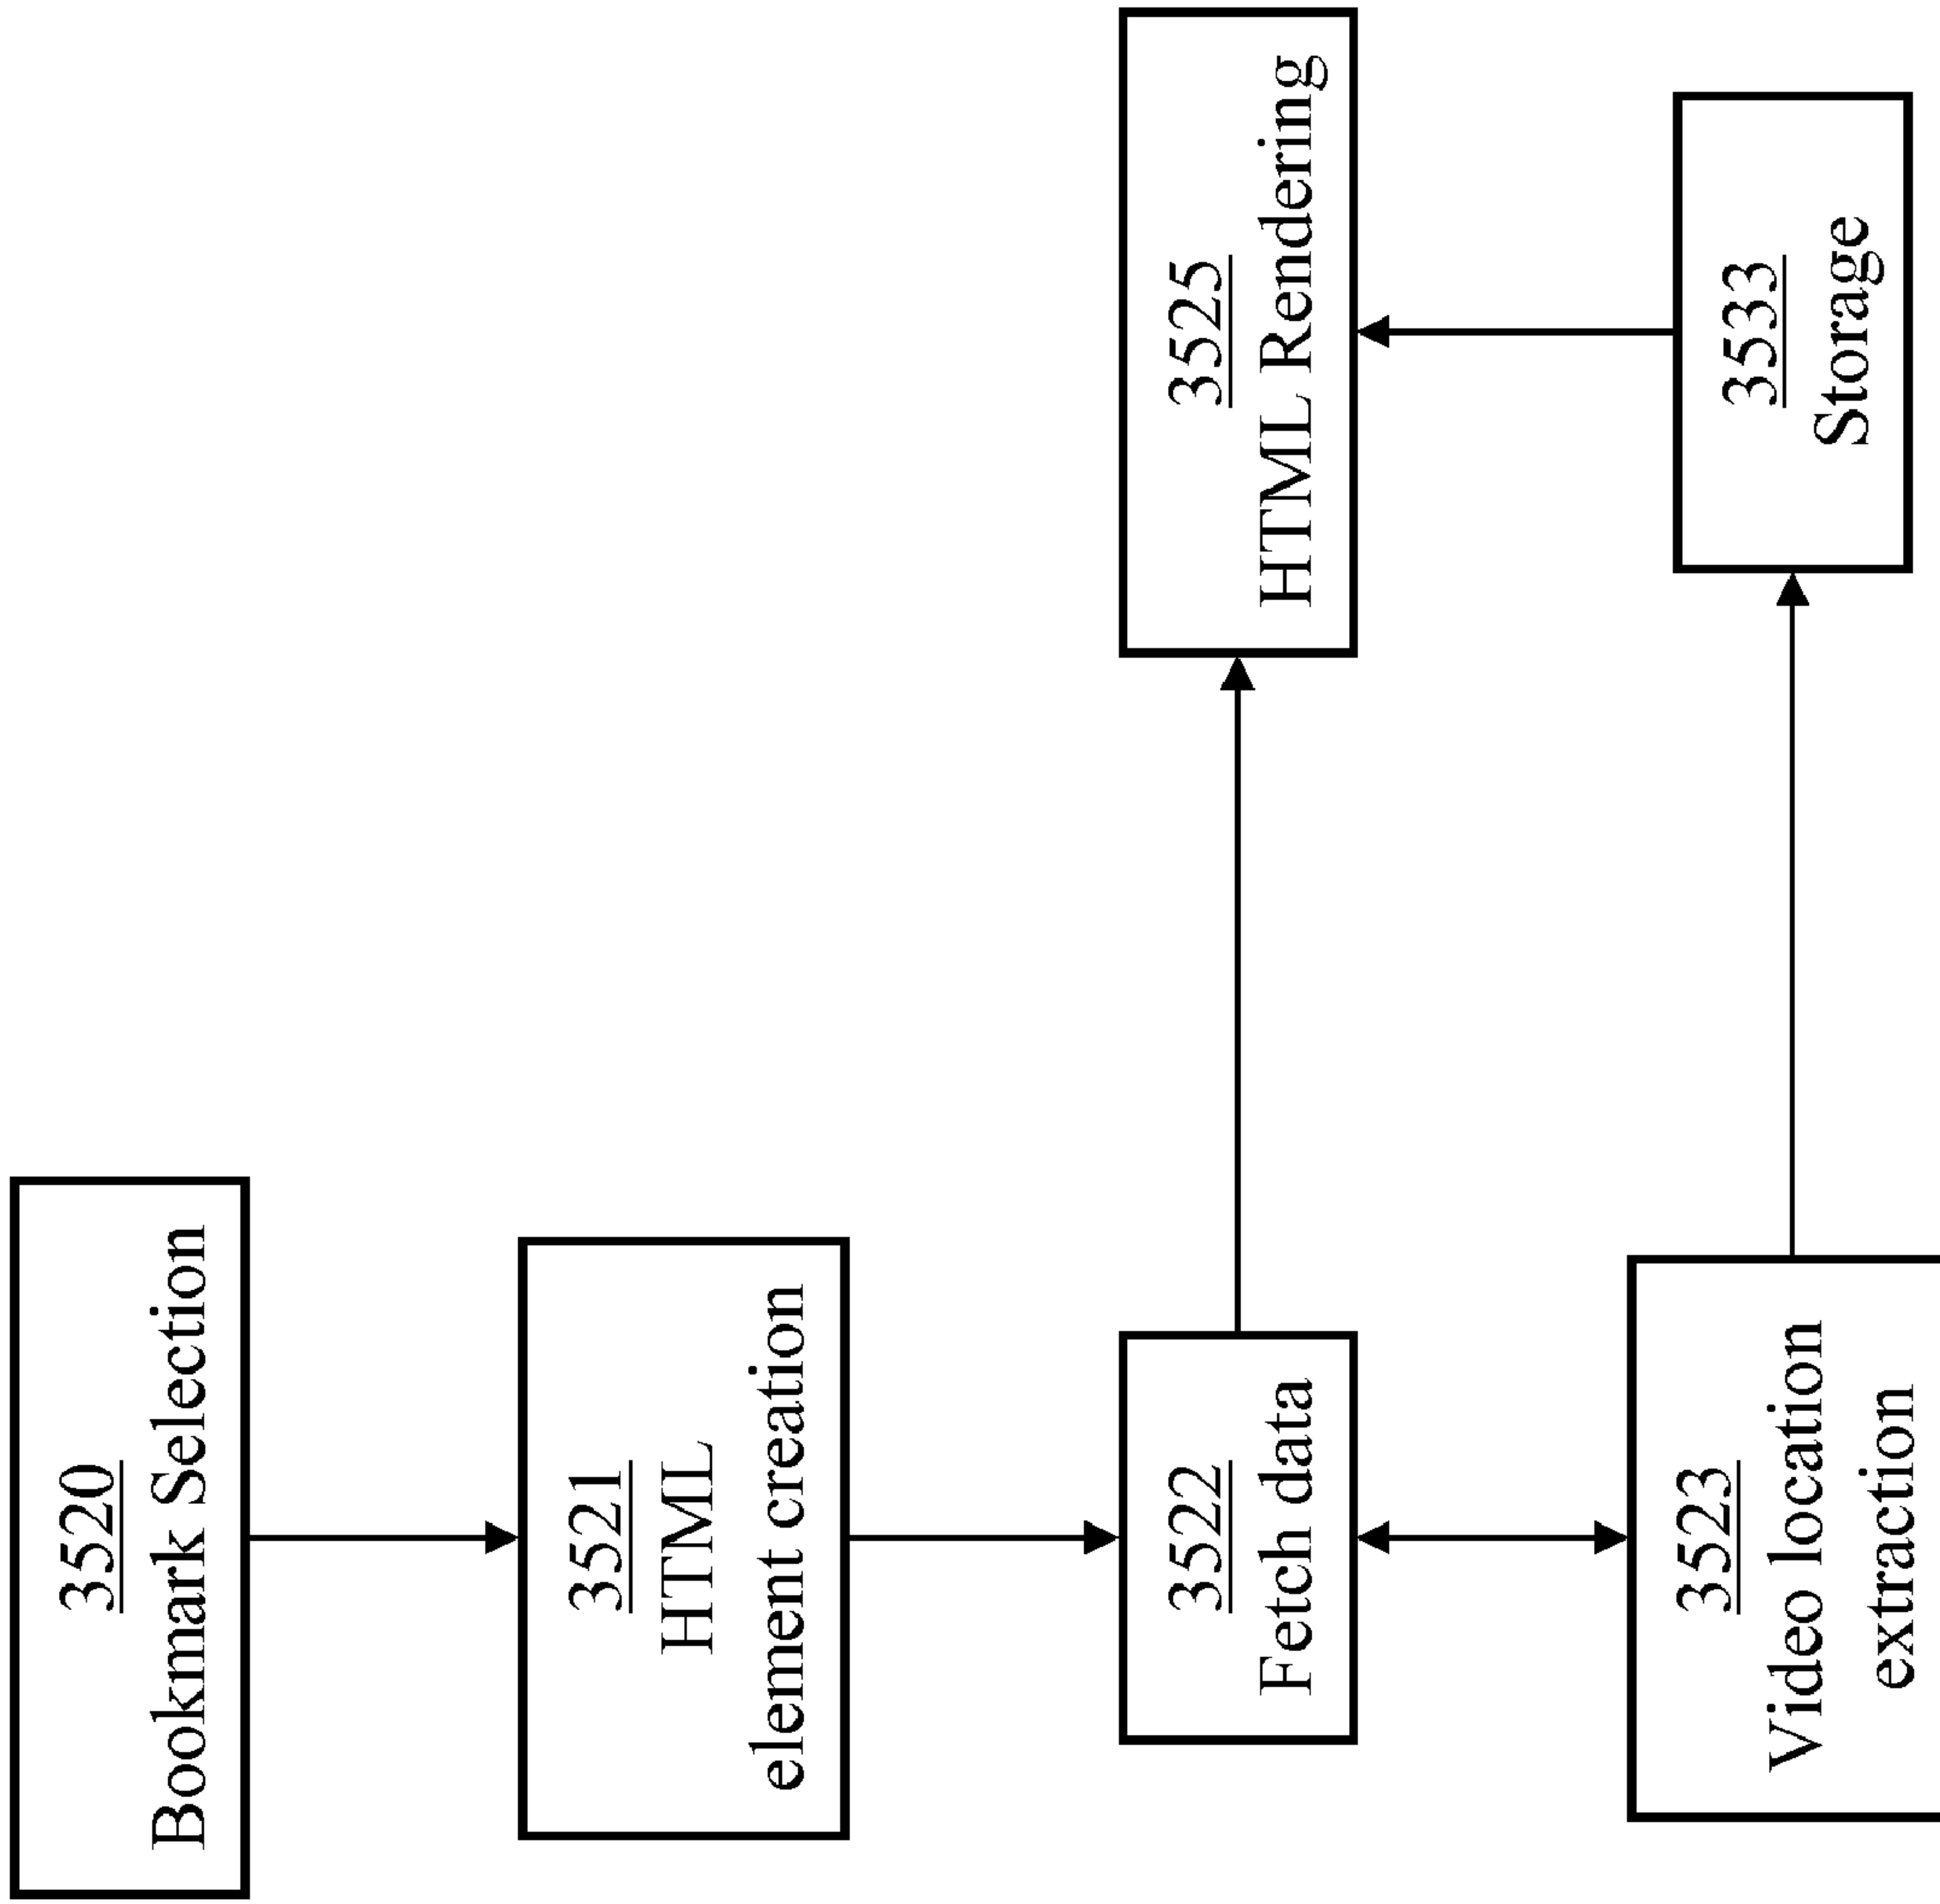 3520
Bookmark Selection
3521
HTML
element creation
3522
Fetch data
3523
Video location
extraction
3525
HTML Rendering
3533
Storage